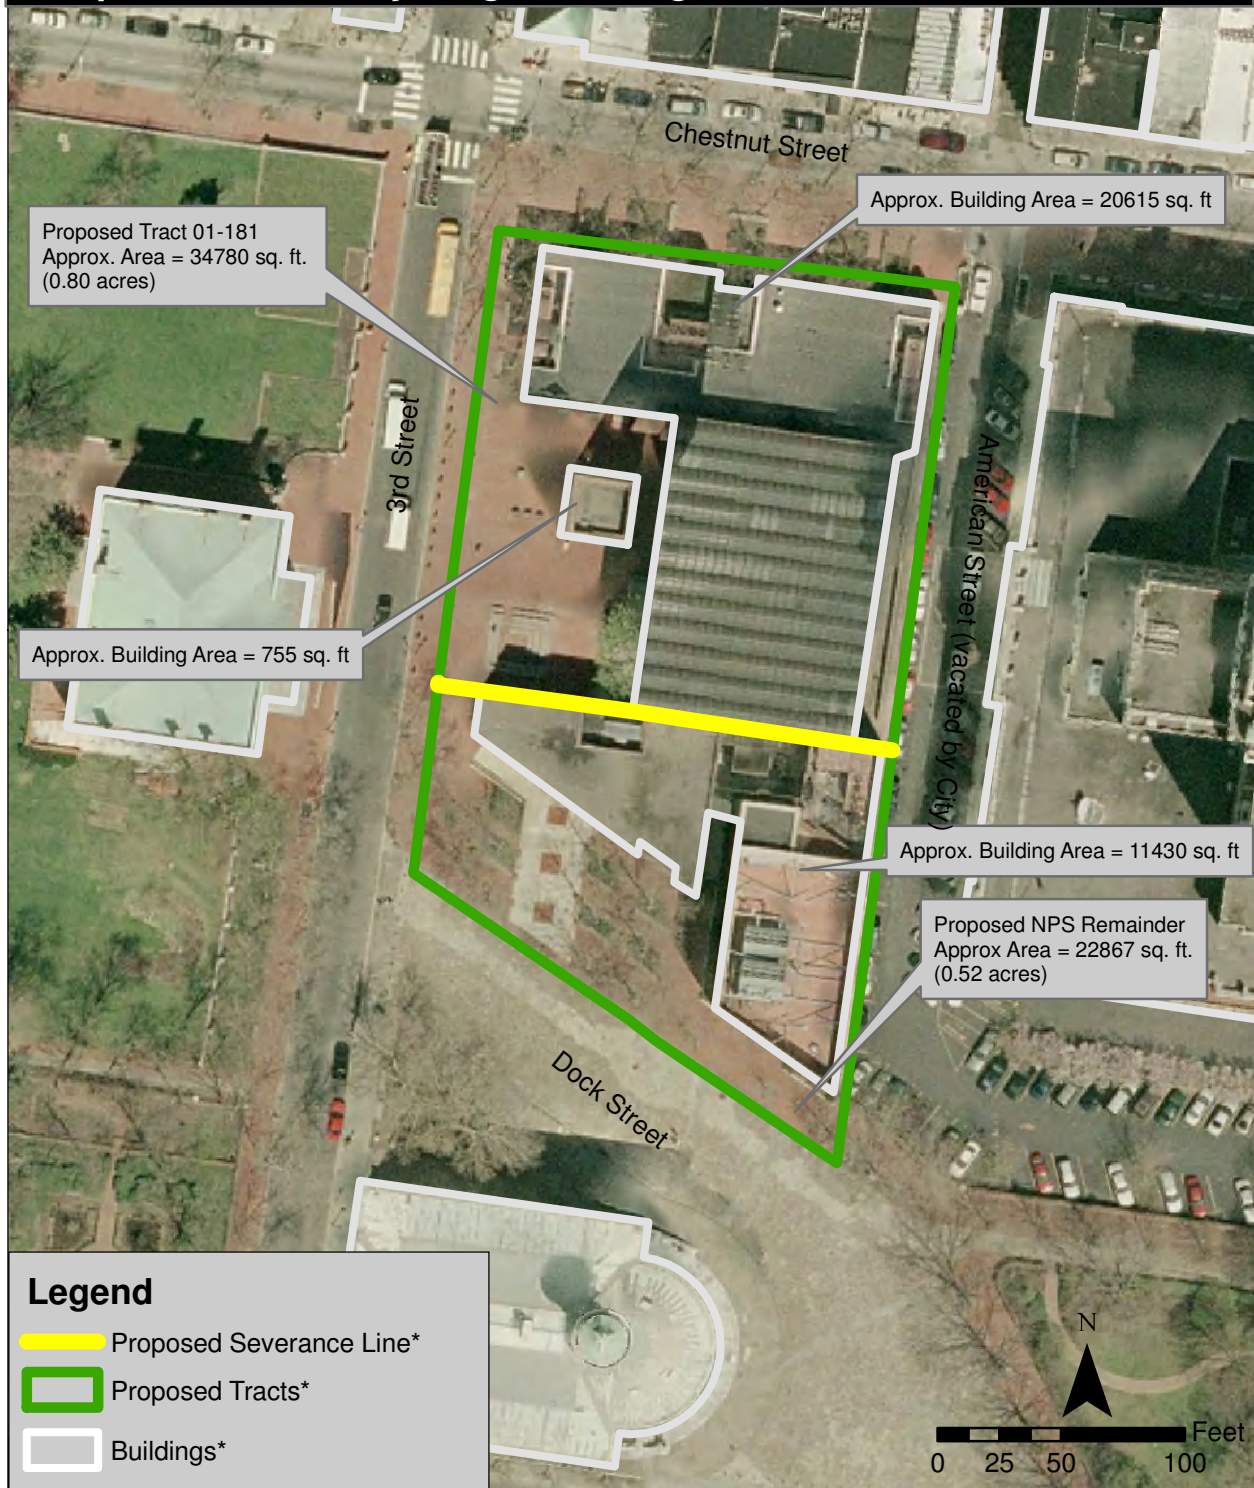 Chestnut Street
Approx. Building Area = 20615 sq. ft
Proposed Tract 01-181
Approx. Area = 34780 sq. ft.
(0.80 acres)
3rd Street
American Street (vacated by City)
Approx. Building Area = 755 sq. ft
Approx. Building Area = 11430 sq. ft
Proposed NPS Remainder
Approx Area = 22867 sq. ft.
(0.52 acres)
Dock Street
Legend
Proposed Severance Line*
Proposed Tracts*
Buildings*
N
Feet
0 25 50 100